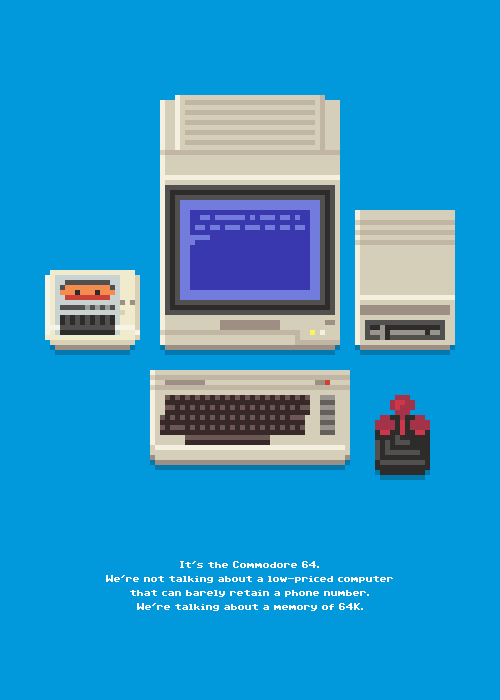 It's the Commodore 64.
We're not talking about a low-priced computer
that can barely retain a phone number.
We're talking about a memory of 64K.